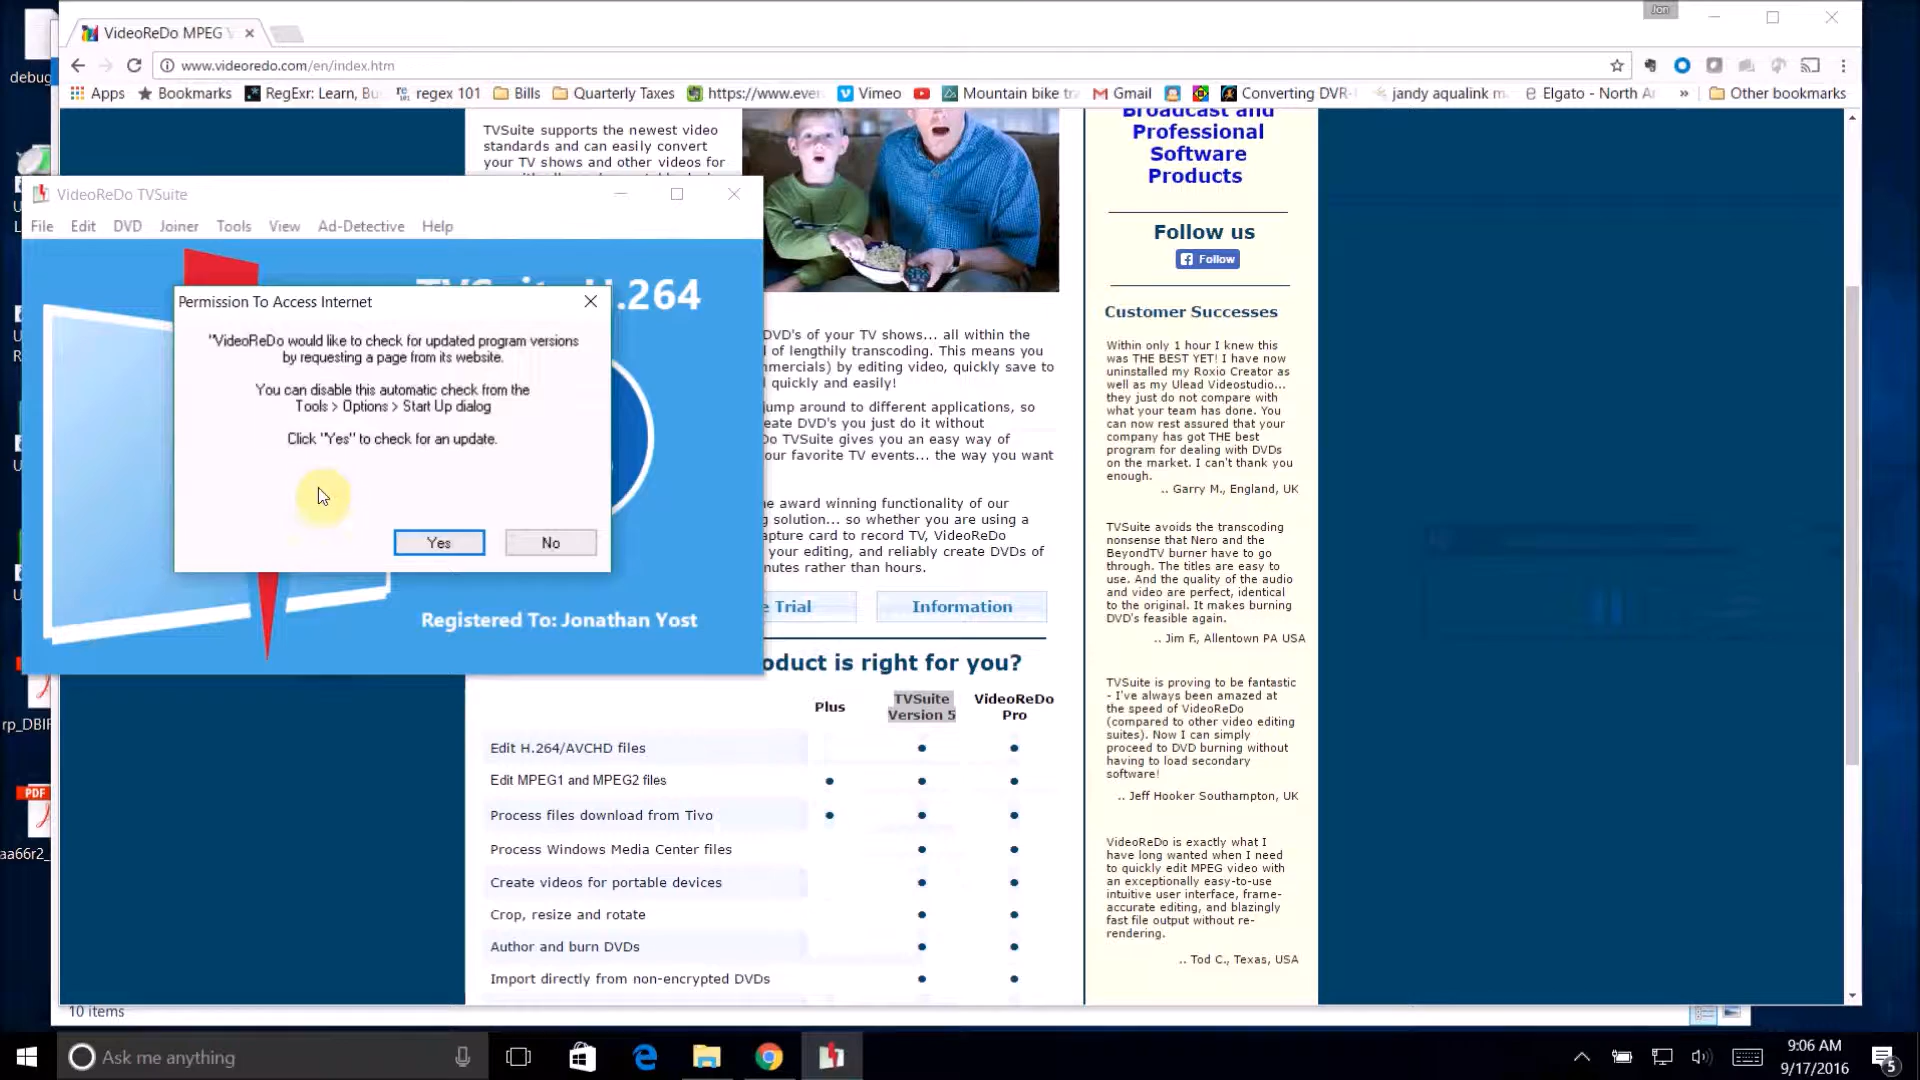 Jon
VideoReDo MPEG
www.videoredo.com/en/index.htm
Apps
Bookmarks
RegExr: Learn, Bu
regex 101
Bills
Quarterly Taxes
https://www.ever
Vimeo
Mountain bike tr
Gmail
Converting DVR-
jandy aqualink m
Elgato - North Ar
»
Other bookmarks
debug
TVSuite supports the newest video
standards and can easily convert
your TV shows and other videos for
Broadcast and
Professional
Software
Products
Follow us
Follow
Customer Successes
Within only 1 hour I knew this
was THE BEST YET! I have now
uninstalled my Roxio Creator as
well as my Ulead Videostudio...
they just do not compare with
what your team has done. You
can now rest assured that your
company has got THE best
program for dealing with DVDs
on the market. I can't thank you
enough.
.. Garry M., England, UK
TVSuite avoids the transcoding
nonsense that Nero and the
BeyondTV burner have to go
through. The titles are easy to
use. And the quality of the audio
and video are perfect, identical
to the original. It makes burning
DVD's feasible again.
.. Jim F., Allentown PA USA
TVSuite is proving to be fantastic
- I've always been amazed at
the speed of VideoReDo
(compared to other video editing
suites). Now I can simply
proceed to DVD burning without
having to load secondary
software!
.. Jeff Hooker Southampton, UK
VideoReDo is exactly what I
have long wanted when I need
to quickly edit MPEG video with
an exceptionally easy-to-use
intuitive user interface, frame-
accurate editing, and blazingly
fast file output without re-
rendering.
.. Tod C., Texas, USA
VideoReDo TVSuite
File Edit DVD Joiner Tools View Ad-Detective Help
TVSuite H.264
Permission To Access Internet
"VideoReDo would like to check for updated program versions
by requesting a page from its website.
You can disable this automatic check from the
Tools > Options > Start Up dialog
Click "Yes" to check for an update.
Yes
No
Registered To: Jonathan Yost
DVD's of your TV shows... all within the
of lengthily transcoding. This means you
mmercials) by editing video, quickly save to
quickly and easily!
jump around to different applications, so
eate DVD's you just do it without
Do TVSuite gives you an easy way of
our favorite TV events... the way you want
he award winning functionality of our
g solution... so whether you are using a
apture card to record TV, VideoReDo
your editing, and reliably create DVDs of
nutes rather than hours.
e Trial
Information
oduct is right for you?
Plus
TVSuite
Version 5
VideoReDo
Pro
Edit H.264/AVCHD files
Edit MPEG1 and MPEG2 files
Process files download from Tivo
Process Windows Media Center files
Create videos for portable devices
Crop, resize and rotate
Author and burn DVDs
Import directly from non-encrypted DVDs
rp_DBIF
PDF
aa66r2_
10 items
Ask me anything
9:06 AM
9/17/2016
5